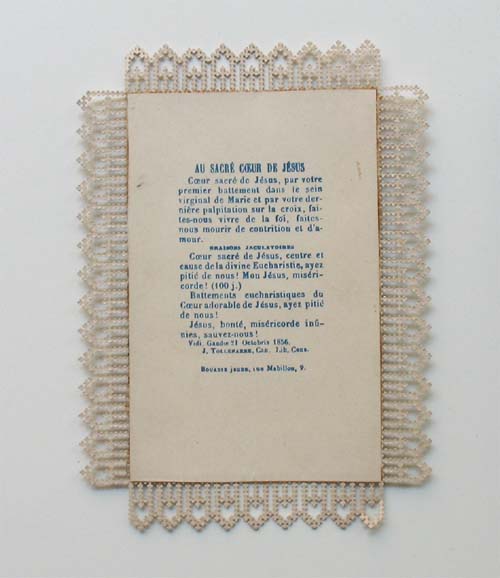 AU SACRÉ CŒUR DE JÉSUS
Cœur sacré de Jésus, par votre
premier battement dans le sein
virginal de Marie et par votre der-
nière palpitation sur la croix, fai-
tes-nous vivre de la foi, faites-
nous mourir de contrition et d'a-
mour.
ORAISONS JACULATOIRES
Cœur sacré de Jésus, centre et
cause de la divine Eucharistie, ayez
pitié de nous! Mon Jésus, miséri-
corde! (100 j.)
Battements eucharistiques du
Cœur adorable de Jésus, ayez pitié
de nous!
Jésus, bonté, miséricorde infi-
nies, sauvez-nous!
Vidi. Gandæ 21 Octobris 1856.
J. Tollenaere, Can. Lib. Cens.
Bouasse jeune, rue Mabillon, 9.